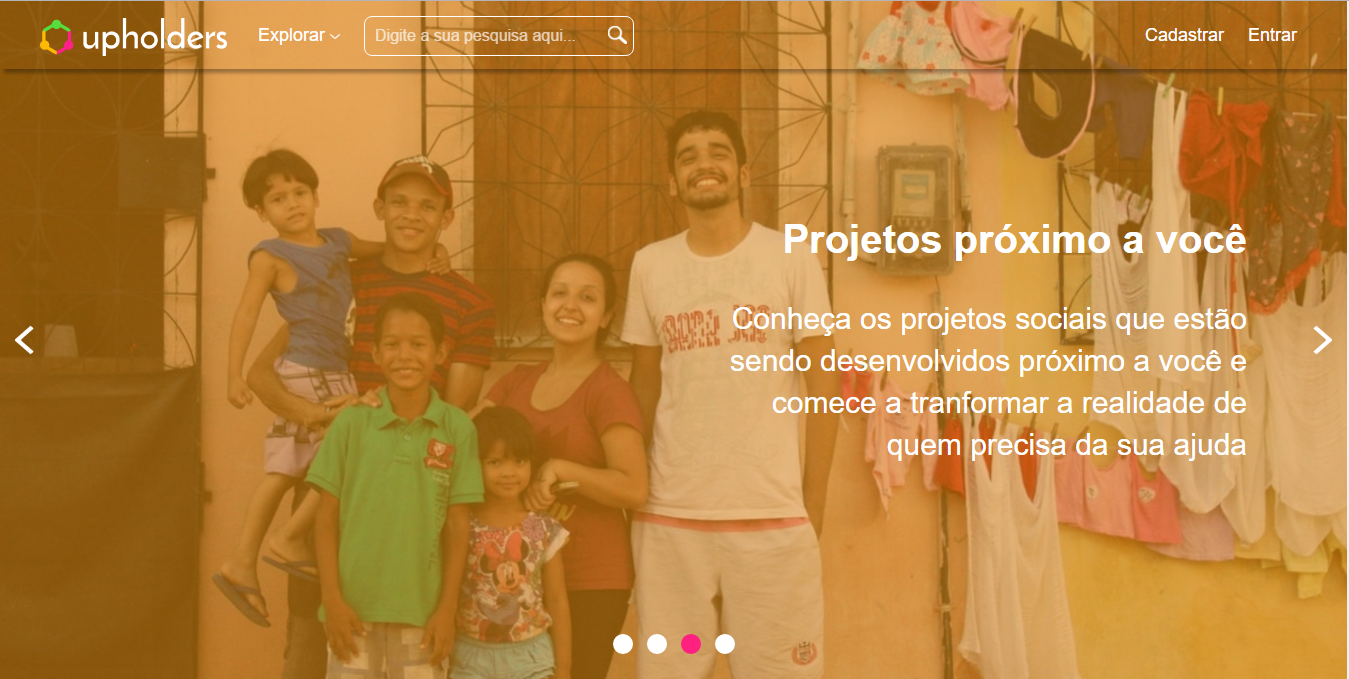 upholders
Explorar
Digite a sua pesquisa aqui...
Cadastrar
Entrar
Projetos próximo a você
Conheça os projetos sociais que estão
sendo desenvolvidos próximo a você e
comece a tranformar a realidade de
quem precisa da sua ajuda